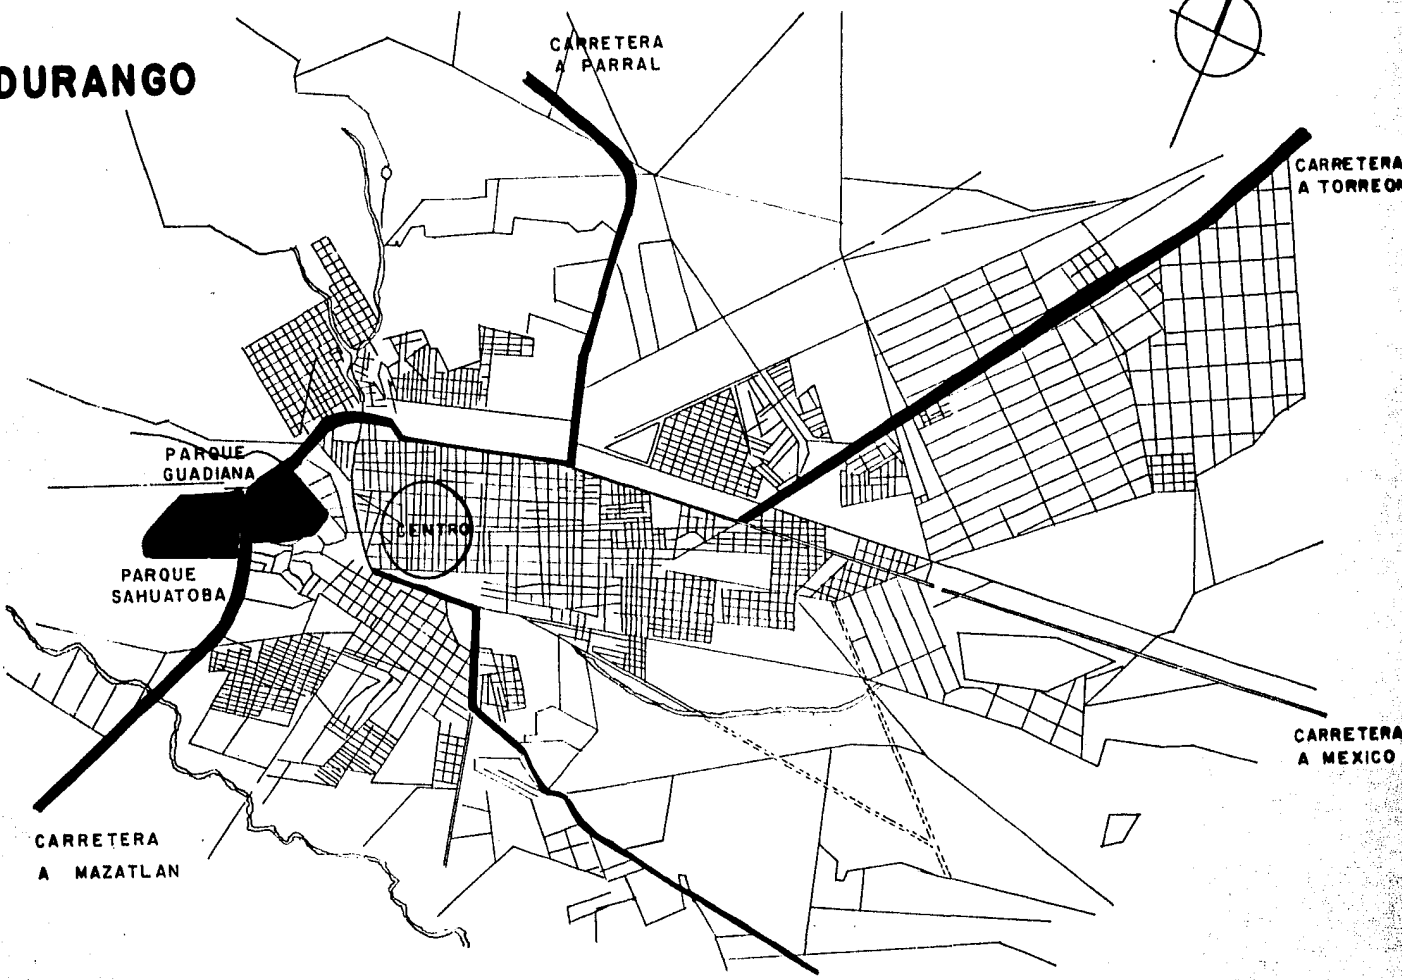 DURANGO
CARRETERA
A PARRAL
CARRETERA
A TORREON
PARQUE
GUADIANA
CENTRO
PARQUE
SAHUATOBA
CARRETERA
A MEXICO
CARRETERA
A MAZATLAN